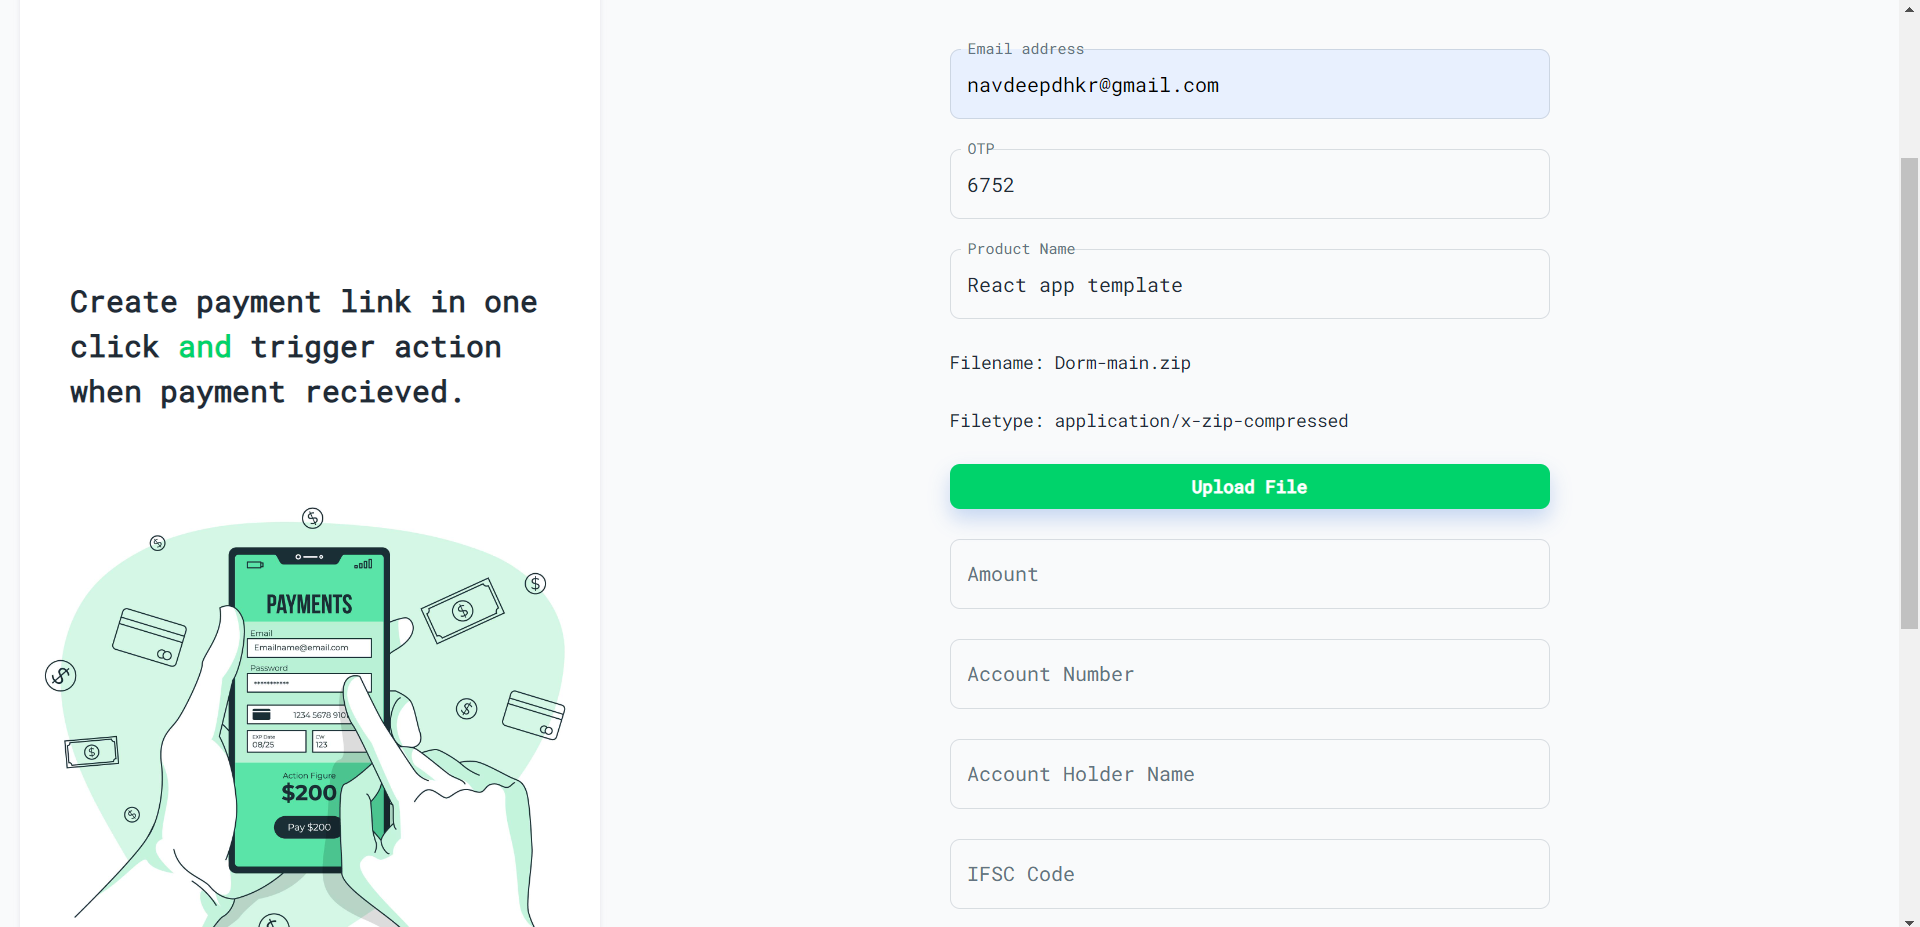 Create payment link in one
click and trigger action
when payment recieved.
PAYMENTS
Email
Emailname@email.com
Password
***********
1234 5678 910
EXP Date
08/25
CW
123
Action Figure
$200
Pay $200
Email address
navdeepdhkr@gmail.com
OTP
6752
Product Name
React app template
Filename: Dorm-main.zip
Filetype: application/x-zip-compressed
Upload File
Amount
Account Number
Account Holder Name
IFSC Code